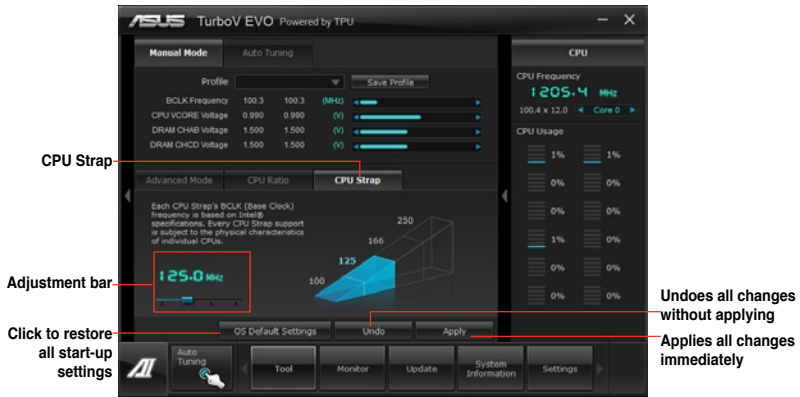 ASUS TurboV EVO Powered by TPU
Manual Mode Auto Tuning
Profile Save Profile
BCLK Frequency 100.3 100.3 (MHz)
CPU VCORE Voltage 0.990 0.990 (V)
DRAM CHAB Voltage 1.500 1.500 (V)
DRAM CHCD Voltage 1.500 1.500 (V)
CPU Strap
Advanced Mode CPU Ratio CPU Strap
Each CPU Strap's BCLK (Base Clock)
frequency is based on Intel®
specifications. Every CPU Strap support
is subject to the physical characteristics
of individual CPUs.
250
166
125
100
Adjustment bar
125.0 MHz
Click to restore
all start-up
settings
OS Default Settings Undo Apply
CPU
CPU Frequency
1205.4 MHz
100.4 x 12.0 Core 0
CPU Usage
1% 1%
0% 0%
0% 0%
1% 0%
0% 0%
0% 0%
Undoes all changes
without applying
Applies all changes
immediately
AI
Auto
Tuning
Tool Monitor Update System
Information Settings